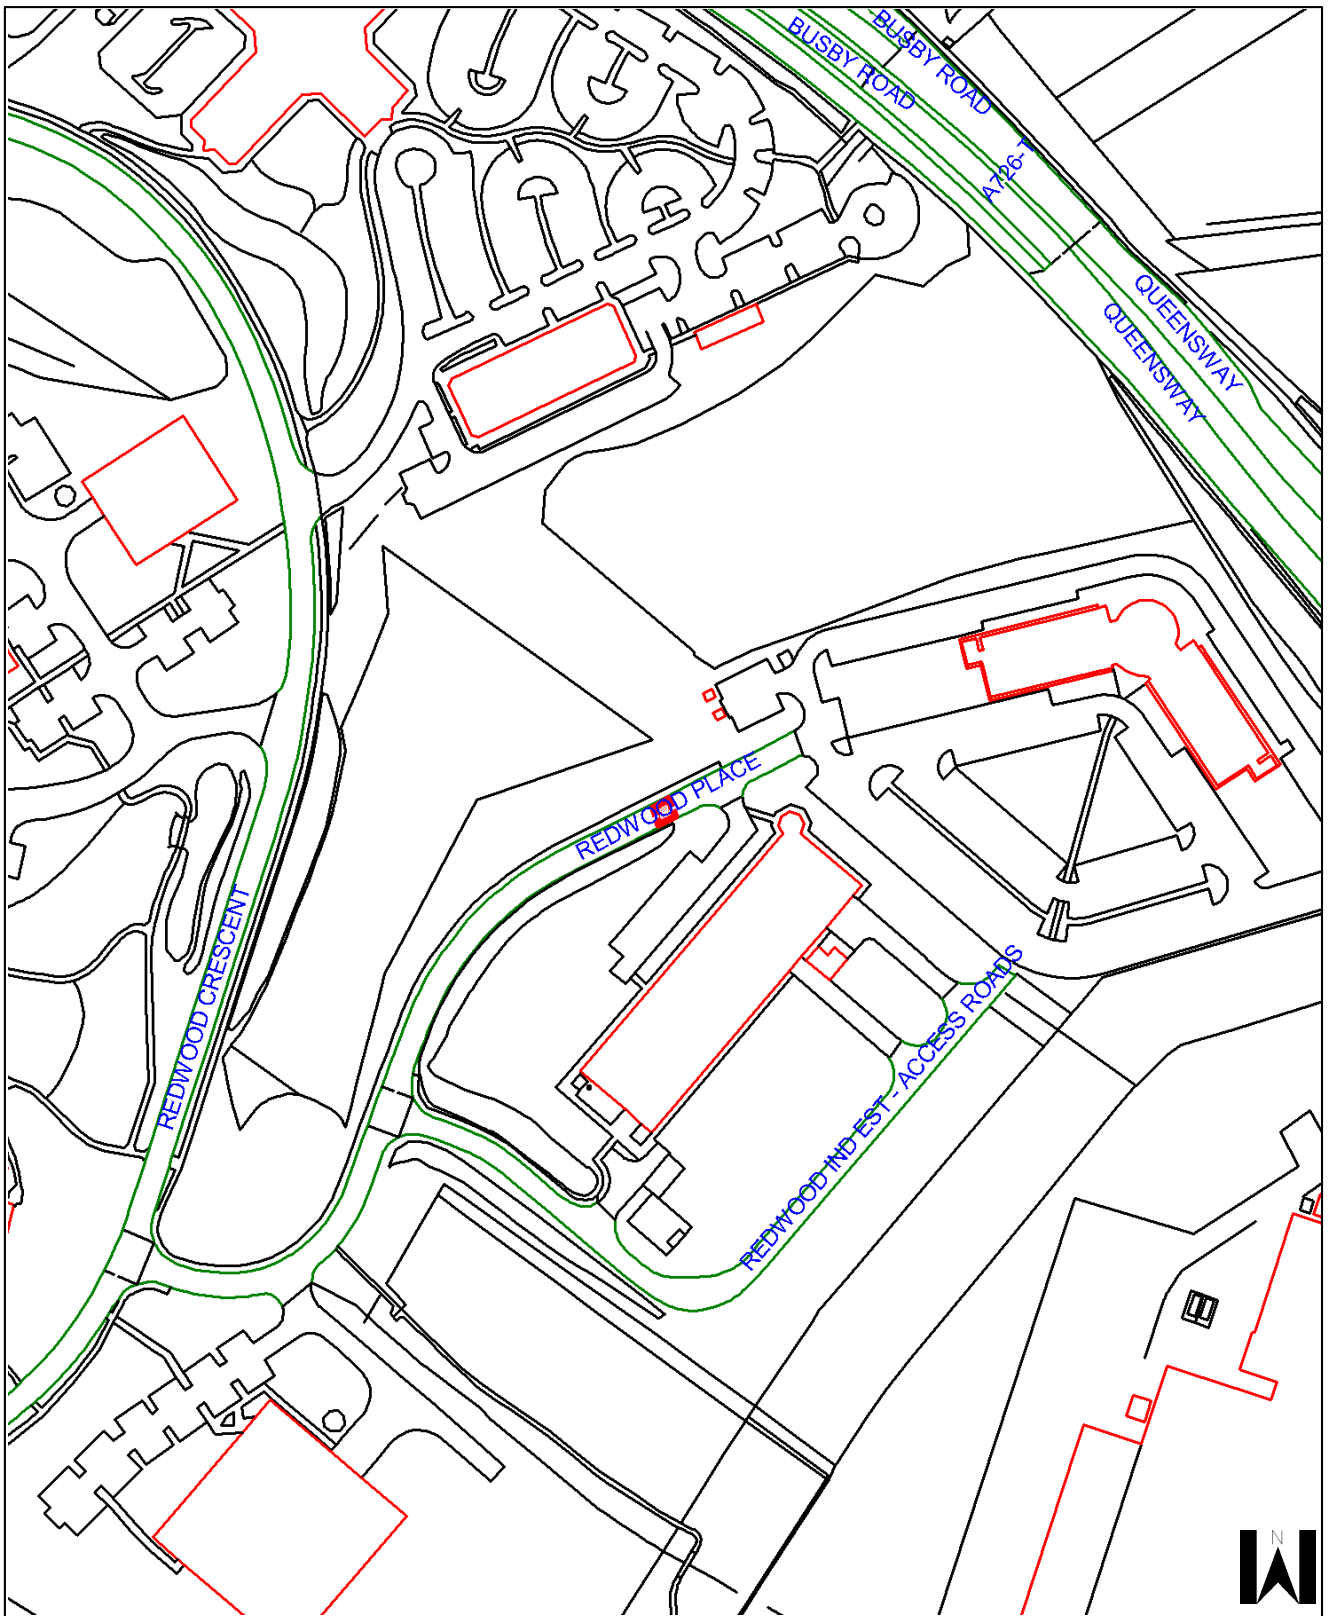 BUSBY ROAD
BUSBY ROAD
A726-T
QUEENSWAY
QUEENSWAY
REDWOOD PLACE
REDWOOD CRESCENT
REDWOOD IND EST - ACCESS ROADS
N